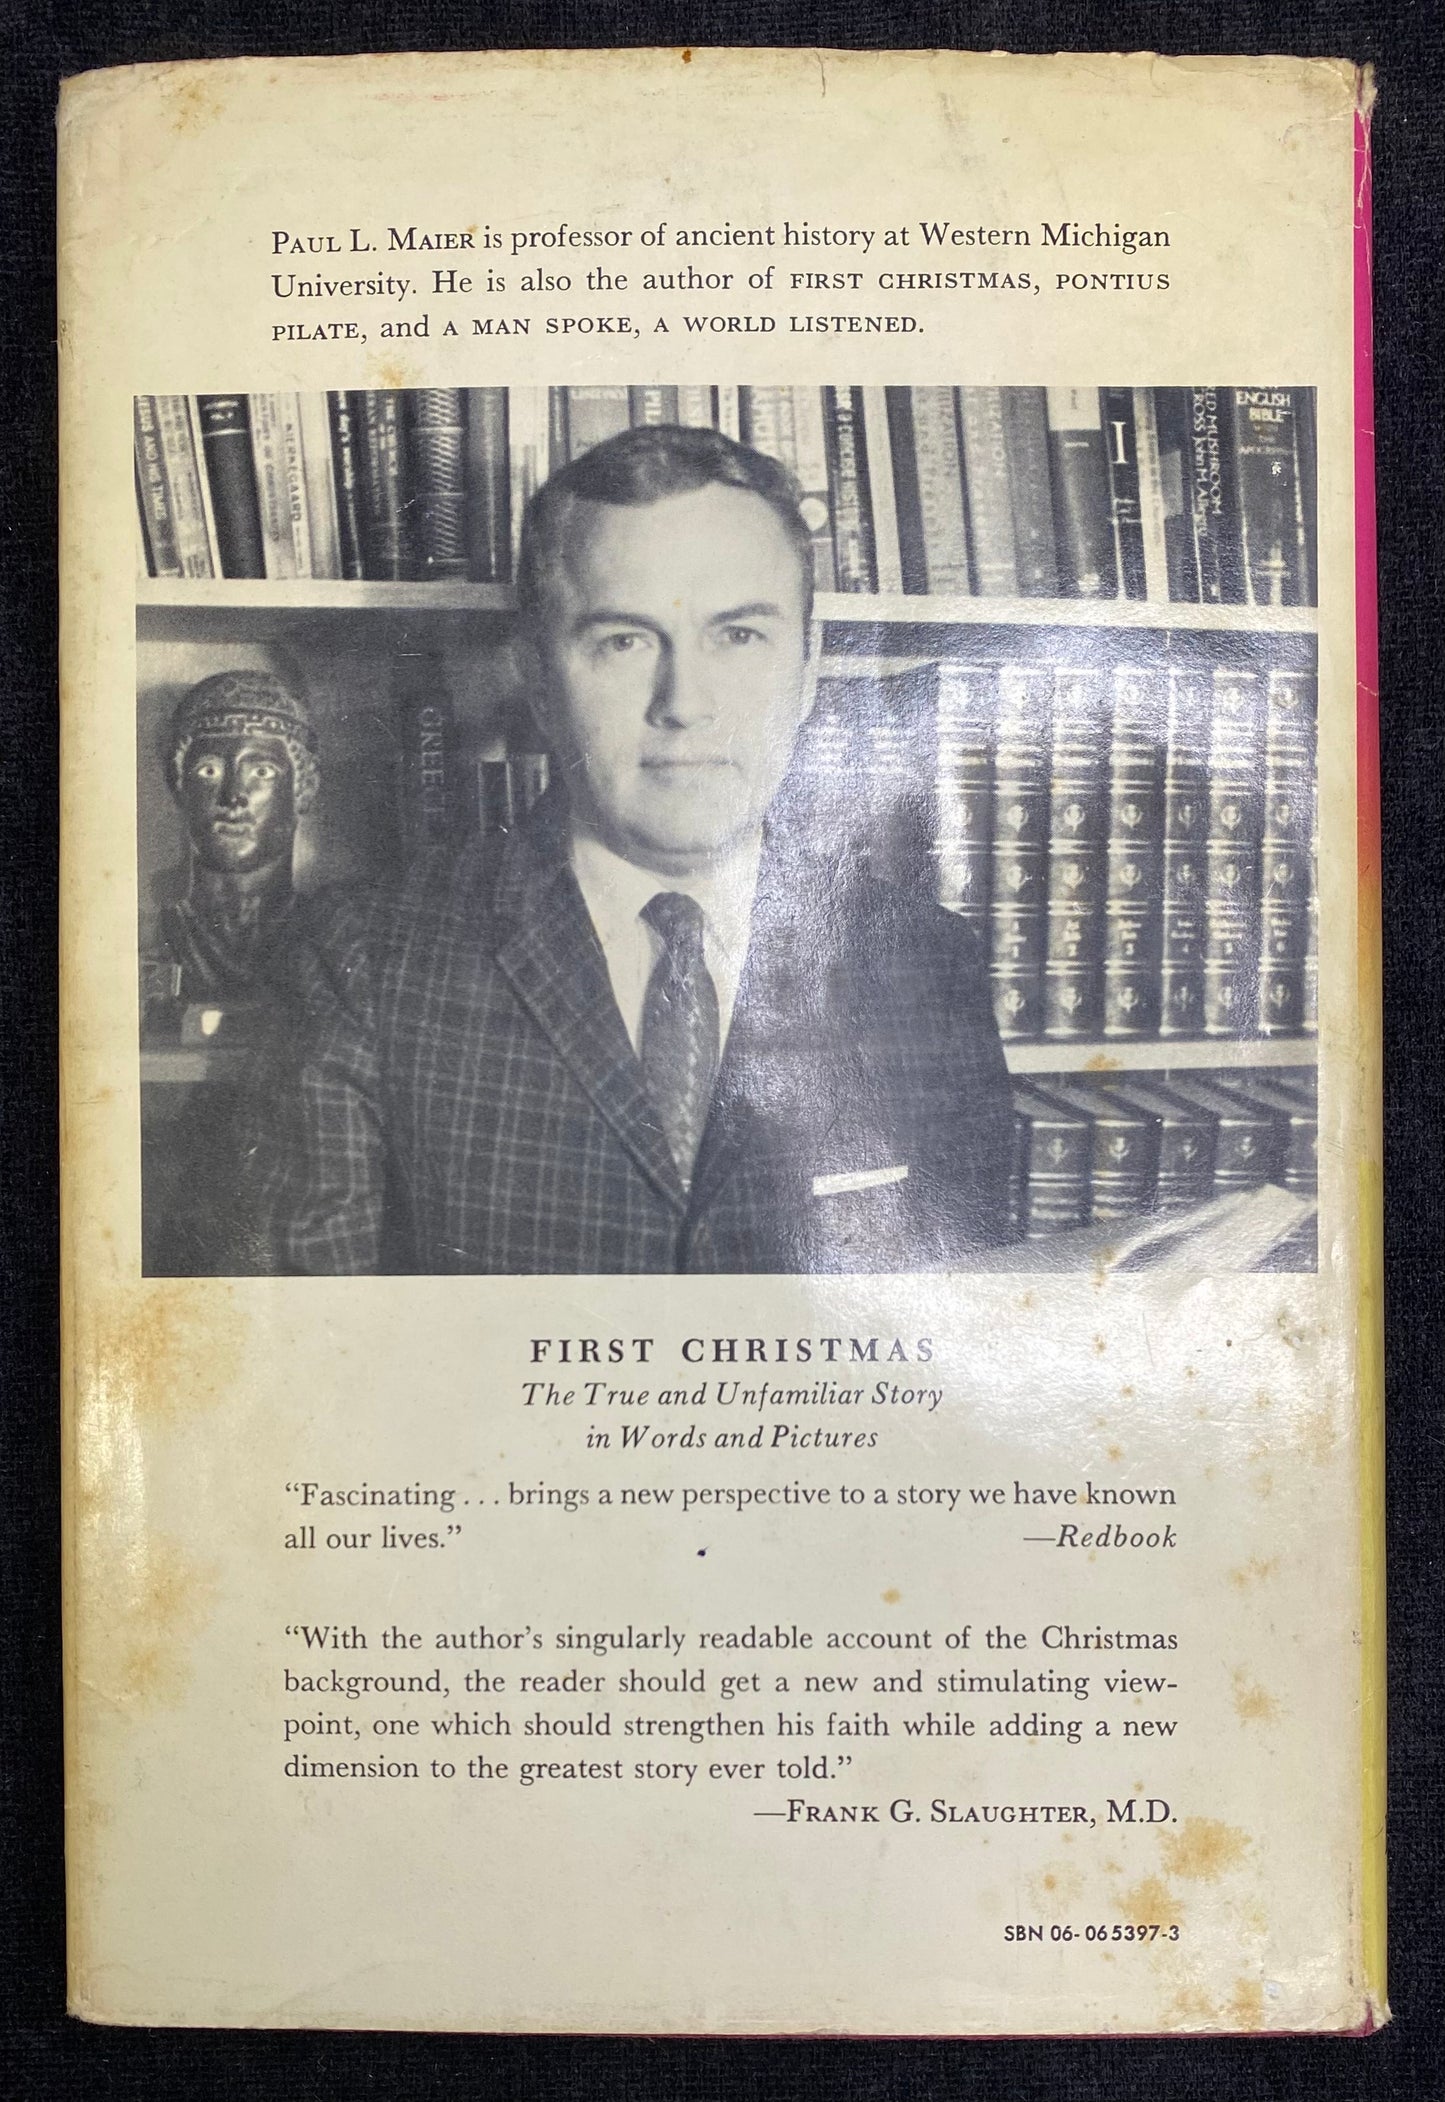 PAUL L. MAIER is professor of ancient history at Western Michigan
University. He is also the author of FIRST CHRISTMAS, PONTIUS
PILATE, and A MAN SPOKE, A WORLD LISTENED.
KIERKEGAARD
I
ENGLISH
BIBLE
FIRST CHRISTMAS
The True and Unfamiliar Story
in Words and Pictures
“Fascinating . . . brings a new perspective to a story we have known
all our lives.” —Redbook
“With the author’s singularly readable account of the Christmas
background, the reader should get a new and stimulating view-
point, one which should strengthen his faith while adding a new
dimension to the greatest story ever told.”
—FRANK G. SLAUGHTER, M.D.
SBN 06-065397-3